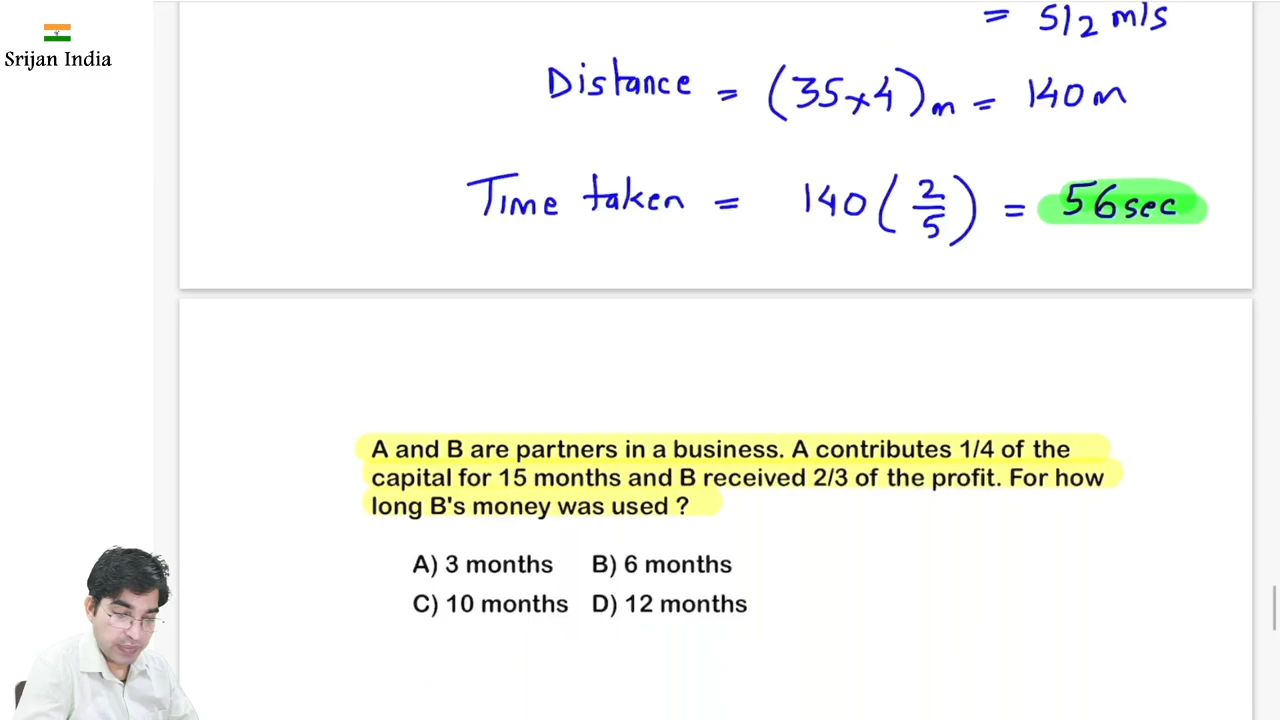 Srijan India
= 5/2 m/s
Distance = (35×4)m = 140m
Time taken = 140(2/5) = 56sec
A and B are partners in a business. A contributes 1/4 of the
capital for 15 months and B received 2/3 of the profit. For how
long B's money was used ?
A) 3 months B) 6 months
C) 10 months D) 12 months